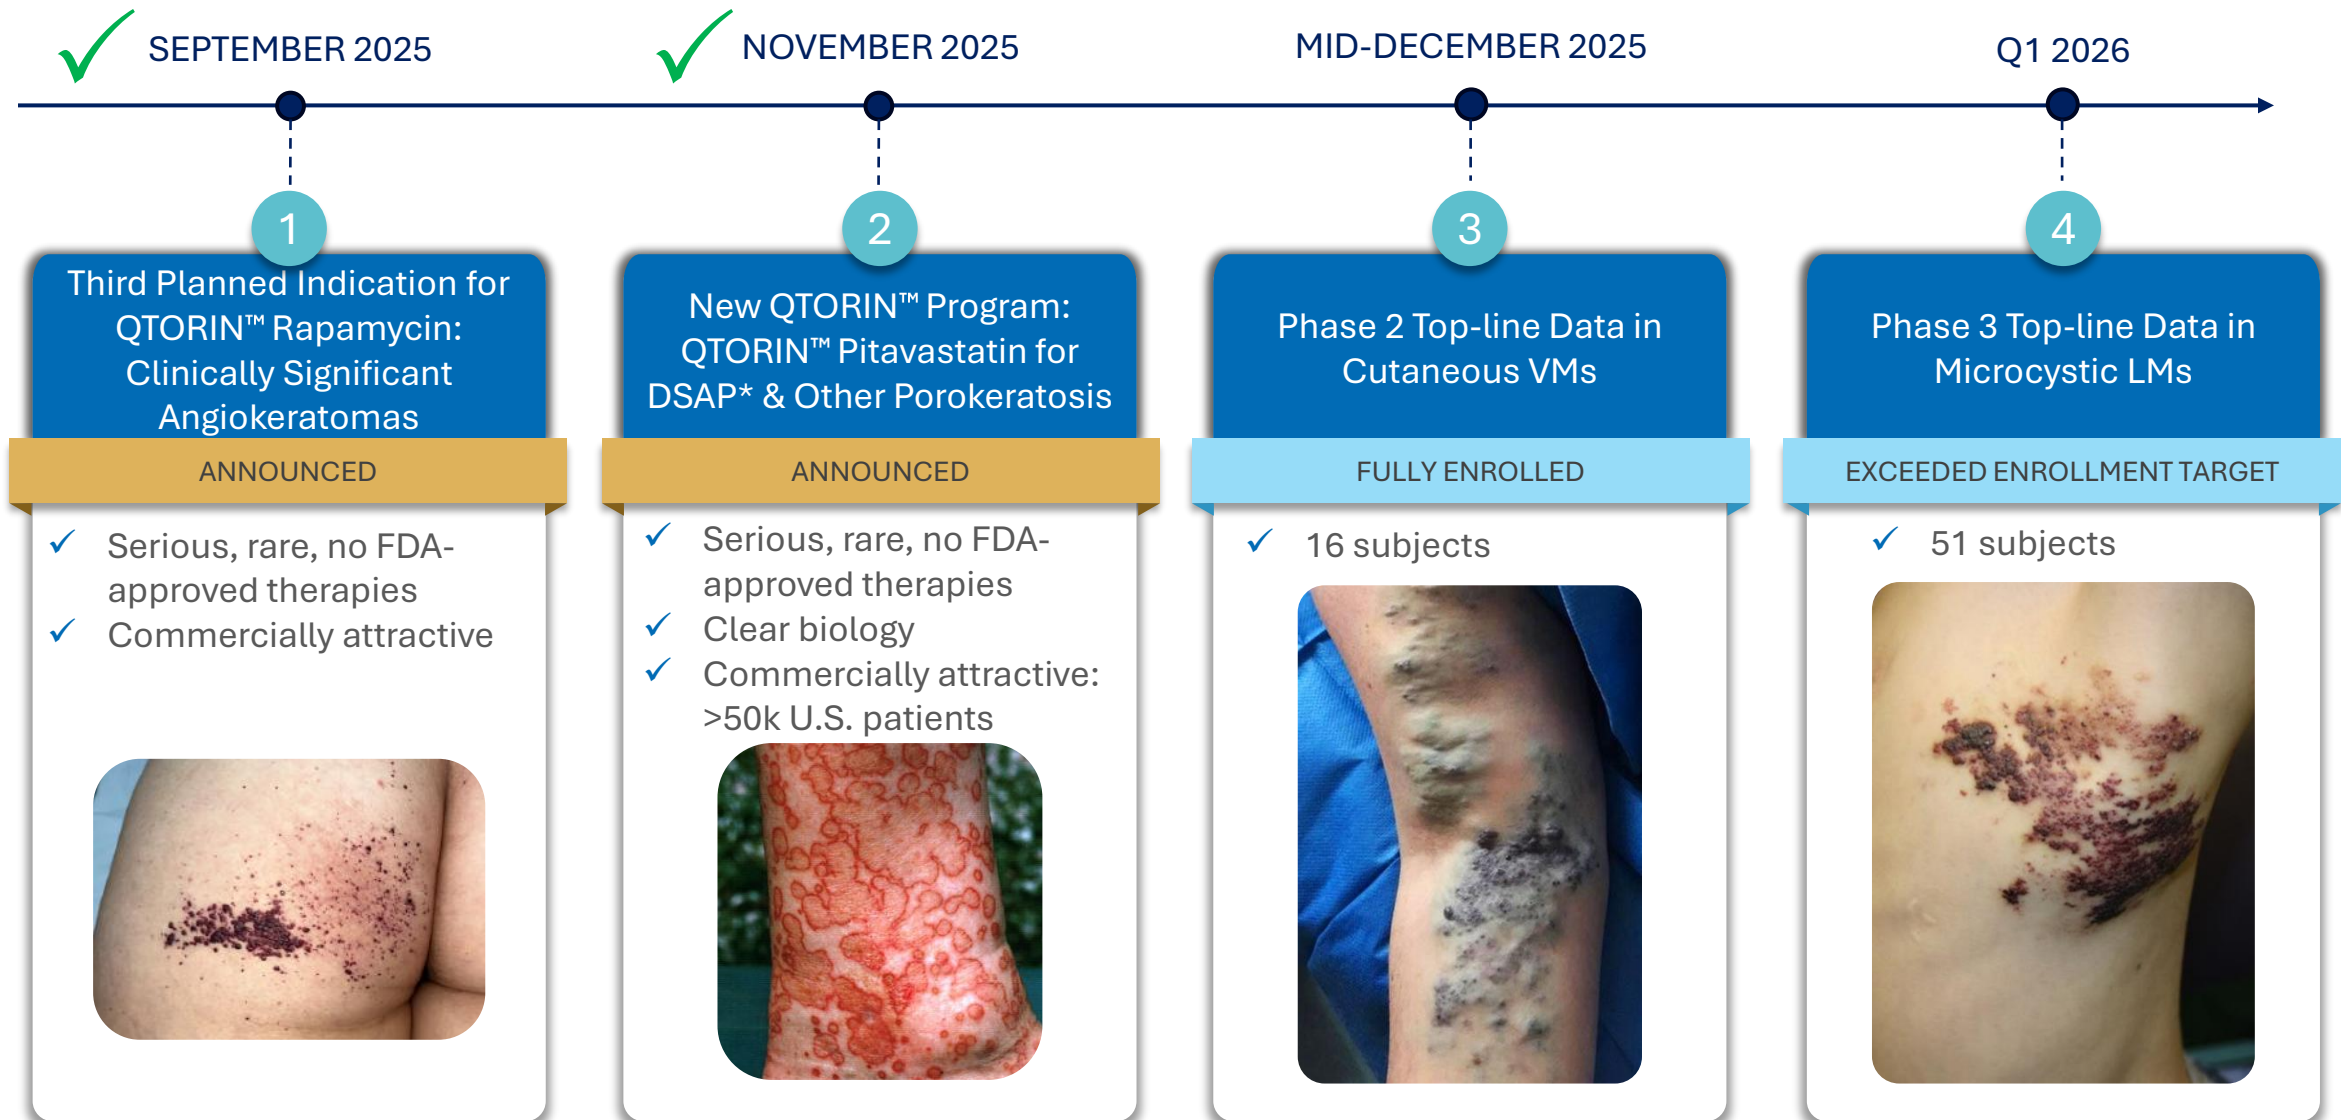 SEPTEMBER 2025
NOVEMBER 2025
MID-DECEMBER 2025
Q1 2026
1
Third Planned Indication for
QTORIN™ Rapamycin:
Clinically Significant
Angiokeratomas
ANNOUNCED
Serious, rare, no FDA-
approved therapies
Commercially attractive
2
New QTORIN™ Program:
QTORIN™ Pitavastatin for
DSAP* & Other Porokeratosis
ANNOUNCED
Serious, rare, no FDA-
approved therapies
Clear biology
Commercially attractive:
>50k U.S. patients
3
Phase 2 Top-line Data in
Cutaneous VMs
FULLY ENROLLED
16 subjects
4
Phase 3 Top-line Data in
Microcystic LMs
EXCEEDED ENROLLMENT TARGET
51 subjects